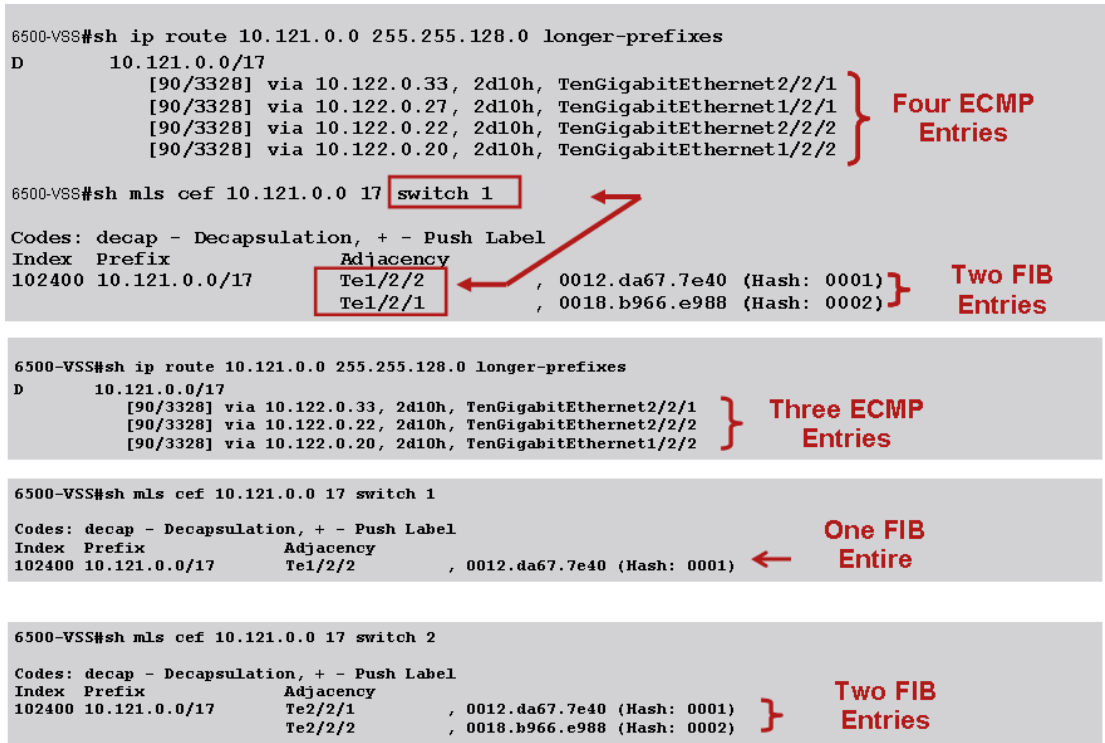 6500-VSS#sh ip route 10.121.0.0 255.255.128.0 longer-prefixes
D 10.121.0.0/17
[90/3328] via 10.122.0.33, 2d10h, TenGigabitEthernet2/2/1
[90/3328] via 10.122.0.27, 2d10h, TenGigabitEthernet1/2/1
[90/3328] via 10.122.0.22, 2d10h, TenGigabitEthernet2/2/2
[90/3328] via 10.122.0.20, 2d10h, TenGigabitEthernet1/2/2
Four ECMP
Entries
6500-VSS#sh mls cef 10.121.0.0 17 switch 1
Codes: decap - Decapsulation, + - Push Label
Index Prefix Adjacency
102400 10.121.0.0/17 Te1/2/2 , 0012.da67.7e40 (Hash: 0001)
Te1/2/1 , 0018.b966.e988 (Hash: 0002)
Two FIB
Entries
6500-VSS#sh ip route 10.121.0.0 255.255.128.0 longer-prefixes
D 10.121.0.0/17
[90/3328] via 10.122.0.33, 2d10h, TenGigabitEthernet2/2/1
[90/3328] via 10.122.0.22, 2d10h, TenGigabitEthernet2/2/2
[90/3328] via 10.122.0.20, 2d10h, TenGigabitEthernet1/2/2
Three ECMP
Entries
6500-VSS#sh mls cef 10.121.0.0 17 switch 1
Codes: decap - Decapsulation, + - Push Label
Index Prefix Adjacency
102400 10.121.0.0/17 Te1/2/2 , 0012.da67.7e40 (Hash: 0001)
One FIB
Entire
6500-VSS#sh mls cef 10.121.0.0 17 switch 2
Codes: decap - Decapsulation, + - Push Label
Index Prefix Adjacency
102400 10.121.0.0/17 Te2/2/1 , 0012.da67.7e40 (Hash: 0001)
Te2/2/2 , 0018.b966.e988 (Hash: 0002)
Two FIB
Entries